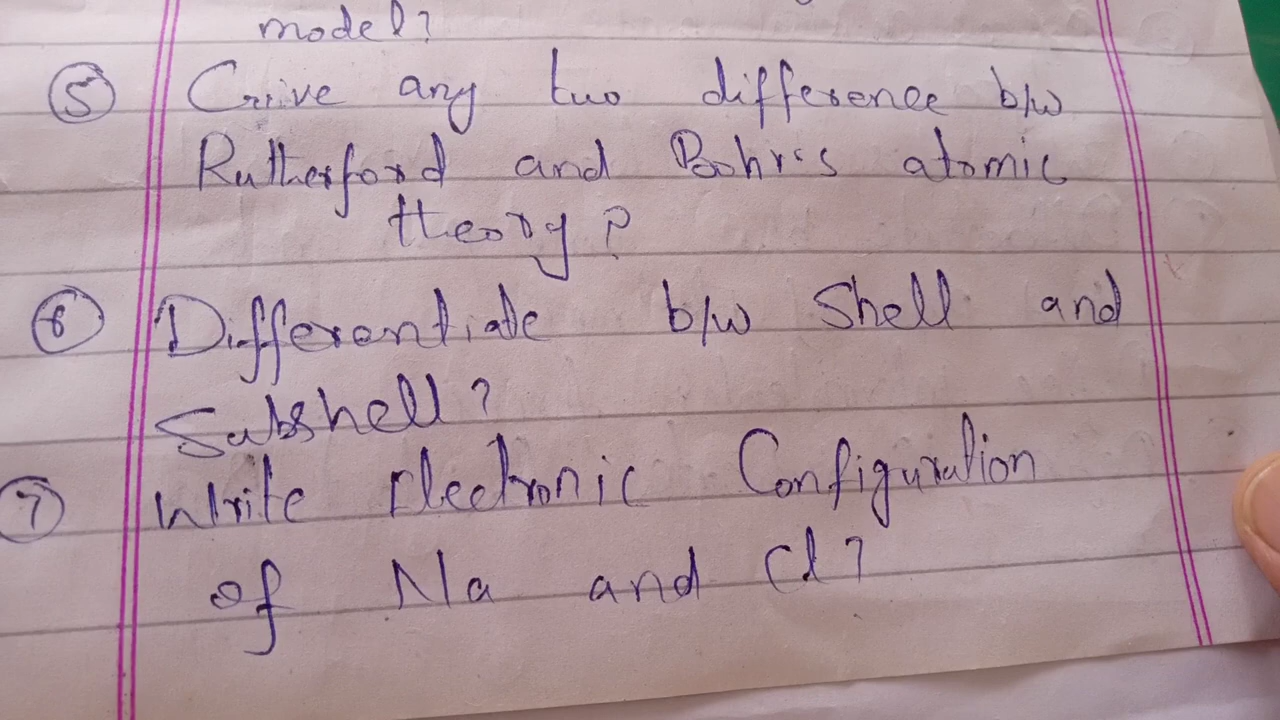 model?
5 Give any two difference b/w
Rutherford and Bohr's atomic
theory?
6 Differentiate b/w Shell and
Subshell?
7 Write Electronic Configuration
of Na and Cl?